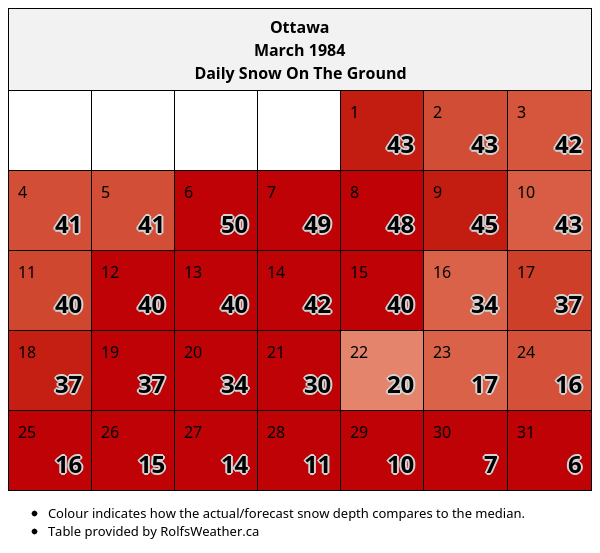 Ottawa
March 1984
Daily Snow On The Ground
1 2 3
43 43 42
4 5 6 7 8 9 10
41 41 50 49 48 45 43
11 12 13 14 15 16 17
40 40 40 42 40 34 37
18 19 20 21 22 23 24
37 37 34 30 20 17 16
25 26 27 28 29 30 31
16 15 14 11 10 7 6
Colour indicates how the actual/forecast snow depth compares to the median.
Table provided by RolfsWeather.ca